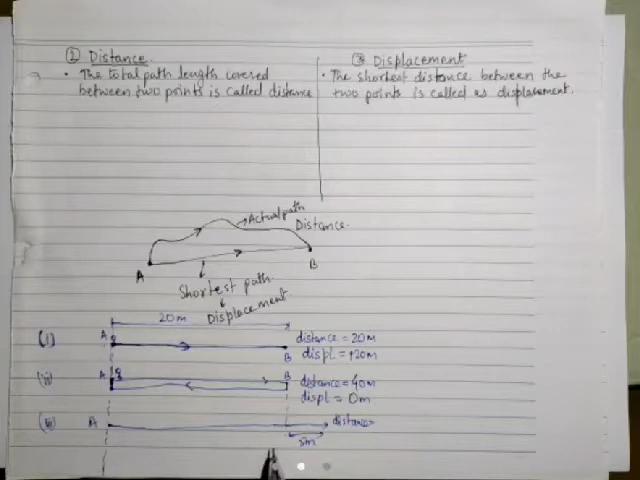 ② Distance.
• The total path length covered
between two points is called distance
③ Displacement
• The shortest distance between the
two points is called as displacement.
Actual path
Distance.
A
B
Shortest path.
Displacement
20m
(i)
A
B
distance = 20m
displ = +20m
(ii)
A
B
distance = 40m
displ = 0m
(iii)
A
distance=
5m